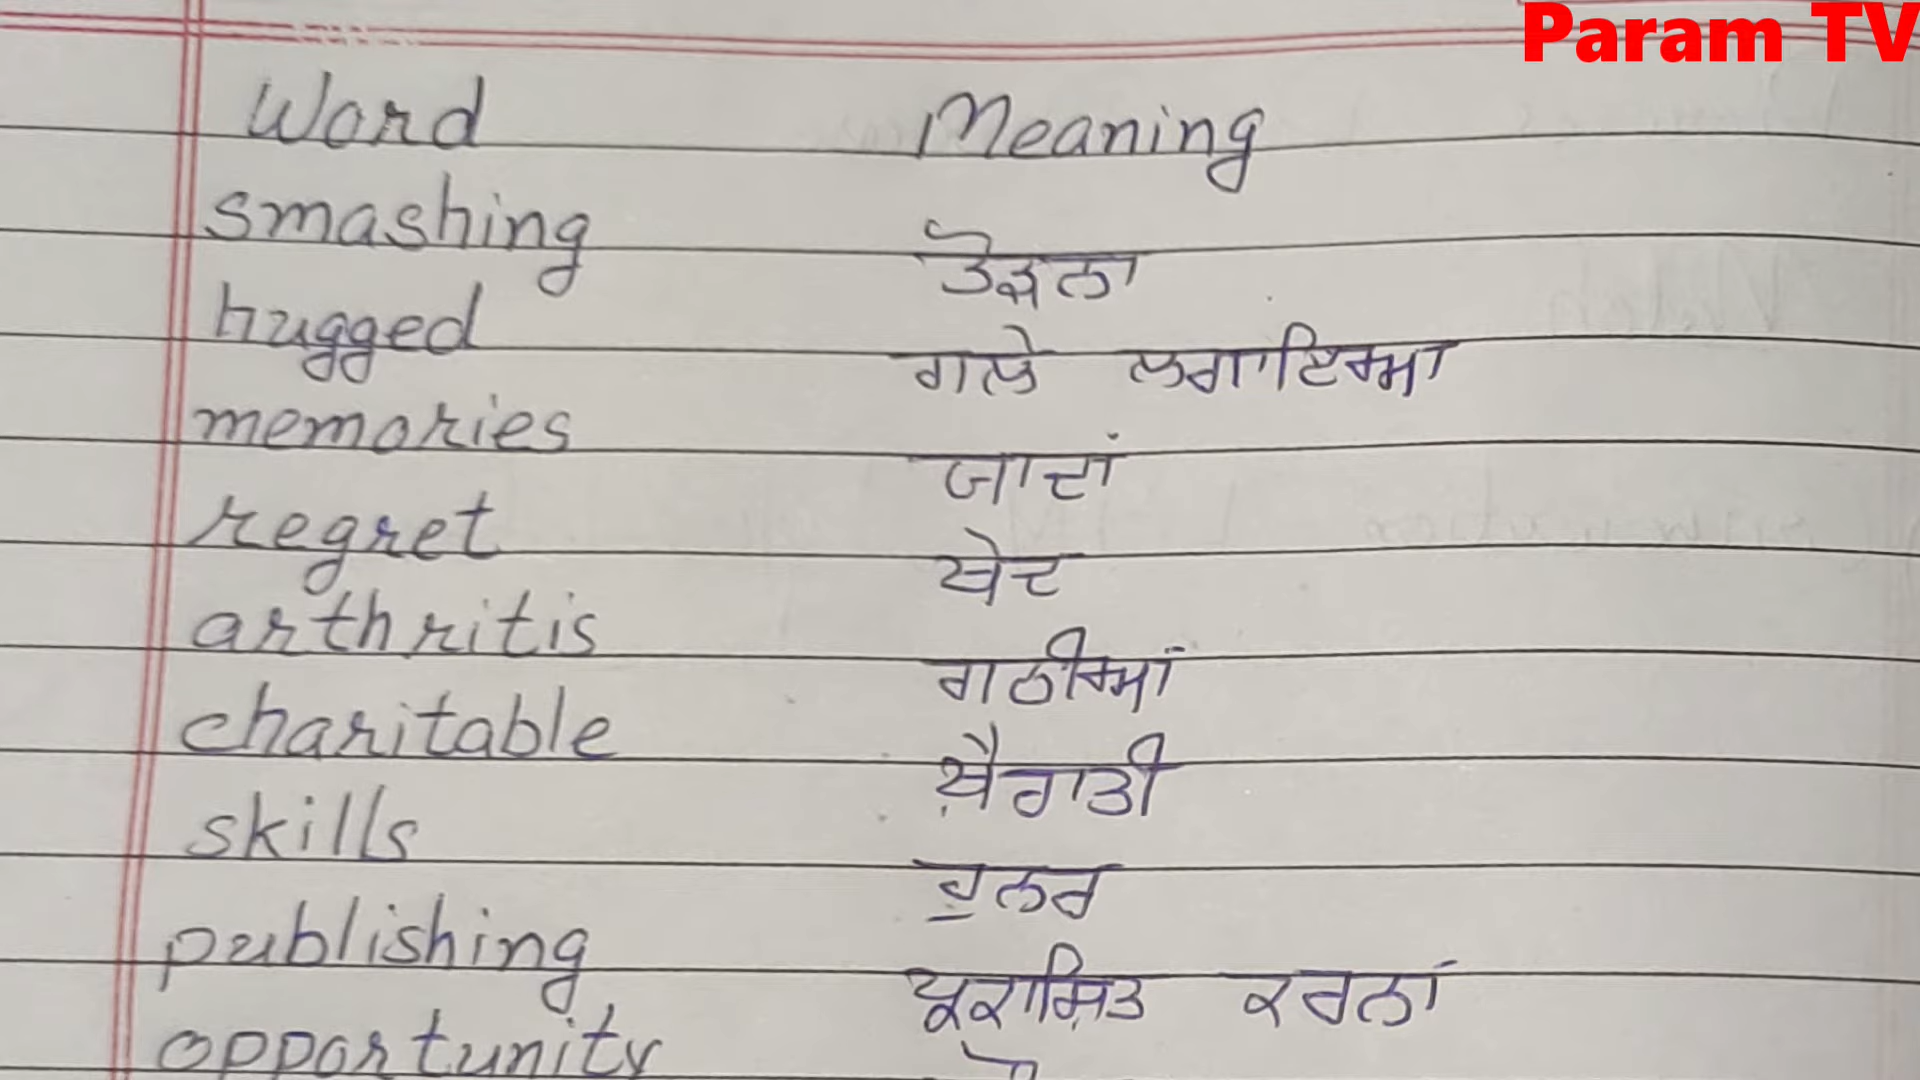 Param TV
Word Meaning
smashing ਤੋੜਨਾ
hugged ਗਲੇ ਲਗਾਇਆ
memories ਯਾਦਾਂ
regret ਖੇਦ
arthritis ਗਠੀਆਂ
charitable ਖ਼ੈਰਾਤੀ
skills ਹੁਨਰ
publishing ਪ੍ਰਕਾਸ਼ਿਤ ਕਰਨਾਂ
opportunity